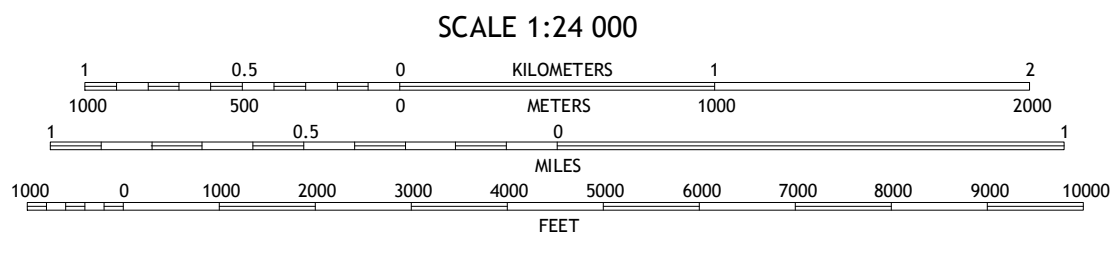 SCALE 1:24 000
1 0.5 0 KILOMETERS 1 2
1000 500 0 METERS 1000 2000
1 0.5 0 1
MILES
1000 0 1000 2000 3000 4000 5000 6000 7000 8000 9000 10000
FEET